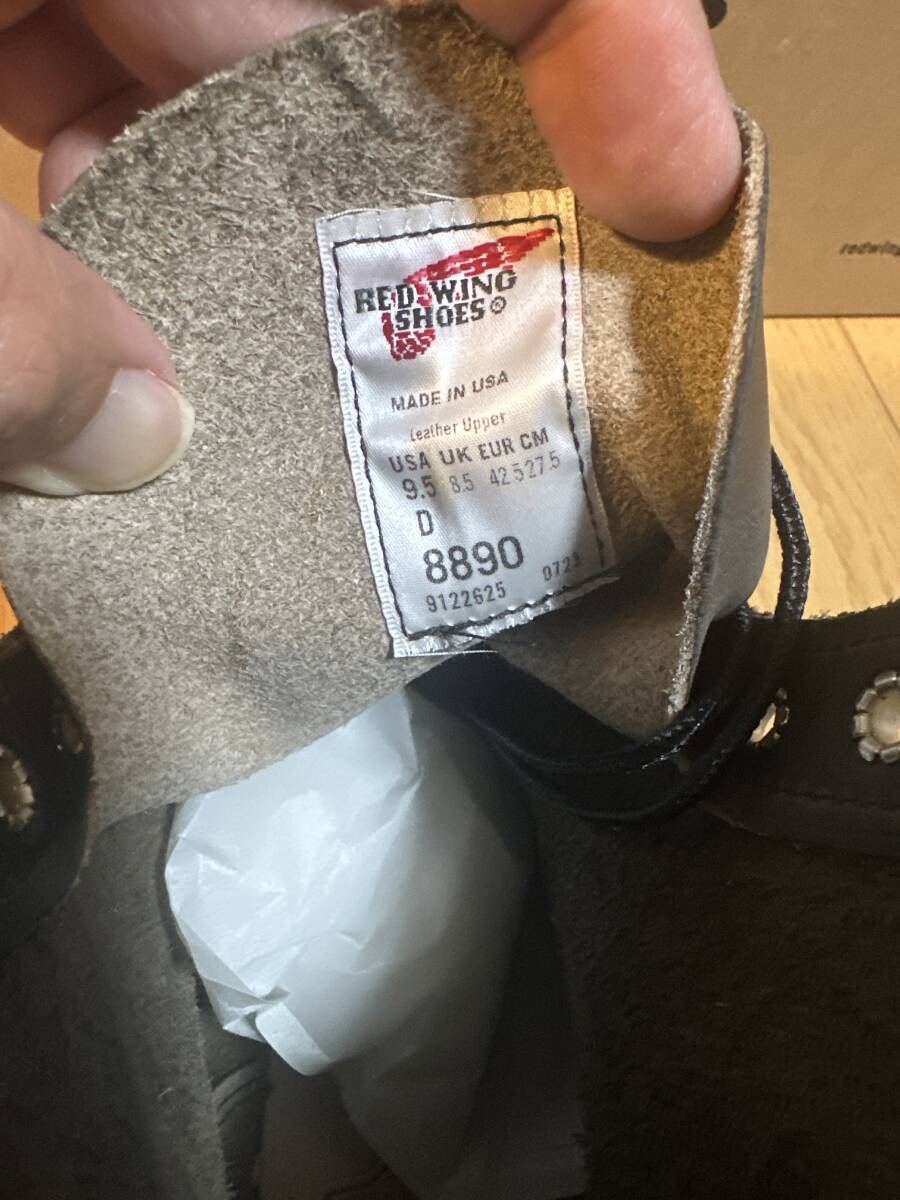 RED WING
SHOES®
MADE IN USA
Leather Upper
USA UK EUR CM
9.5 8.5 42.5 27.5
D
8890
9122625
redwing